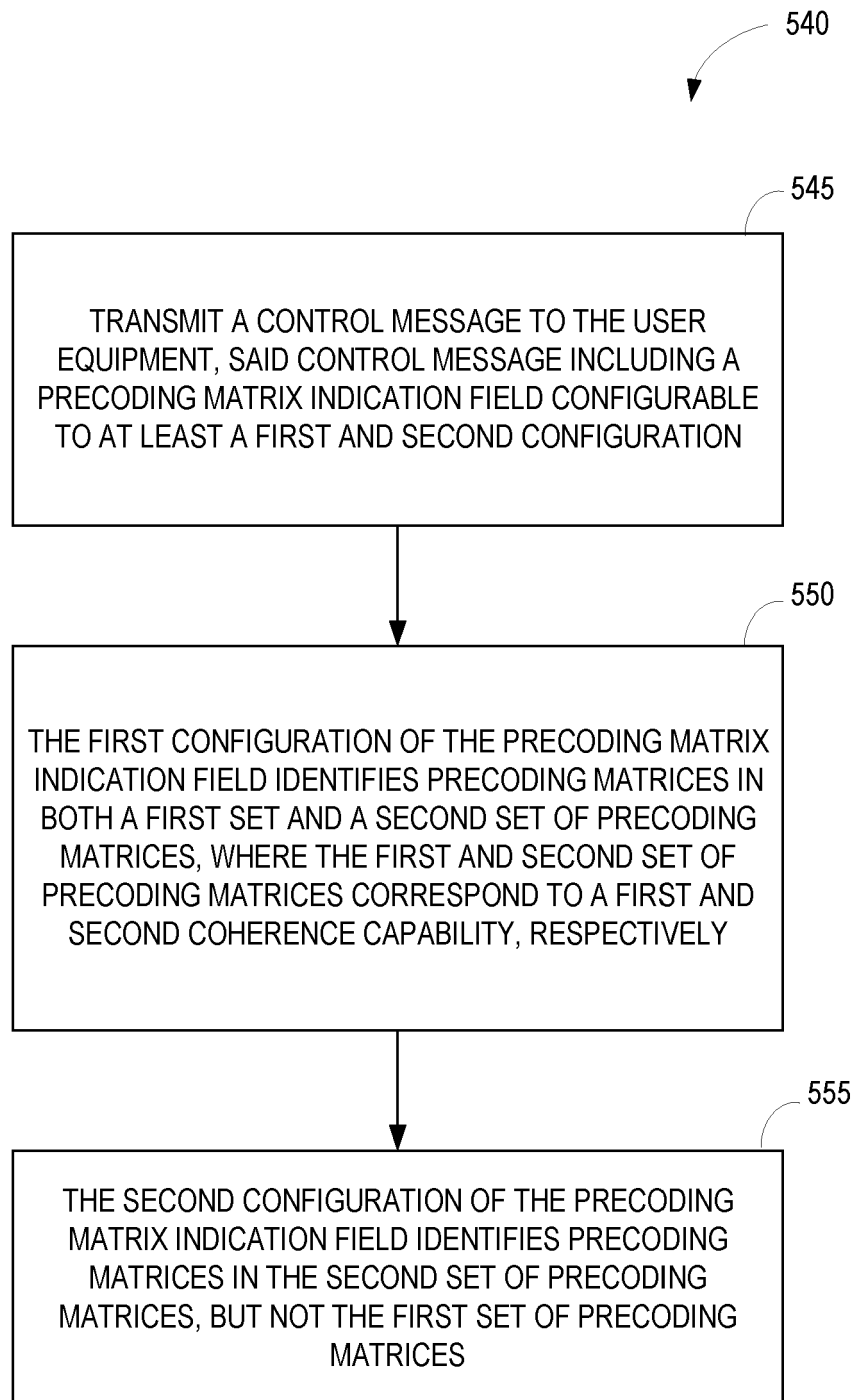 540
545
TRANSMIT A CONTROL MESSAGE TO THE USER
EQUIPMENT, SAID CONTROL MESSAGE INCLUDING A
PRECODING MATRIX INDICATION FIELD CONFIGURABLE
TO AT LEAST A FIRST AND SECOND CONFIGURATION
550
THE FIRST CONFIGURATION OF THE PRECODING MATRIX
INDICATION FIELD IDENTIFIES PRECODING MATRICES IN
BOTH A FIRST SET AND A SECOND SET OF PRECODING
MATRICES, WHERE THE FIRST AND SECOND SET OF
PRECODING MATRICES CORRESPOND TO A FIRST AND
SECOND COHERENCE CAPABILITY, RESPECTIVELY
555
THE SECOND CONFIGURATION OF THE PRECODING
MATRIX INDICATION FIELD IDENTIFIES PRECODING
MATRICES IN THE SECOND SET OF PRECODING
MATRICES, BUT NOT THE FIRST SET OF PRECODING
MATRICES